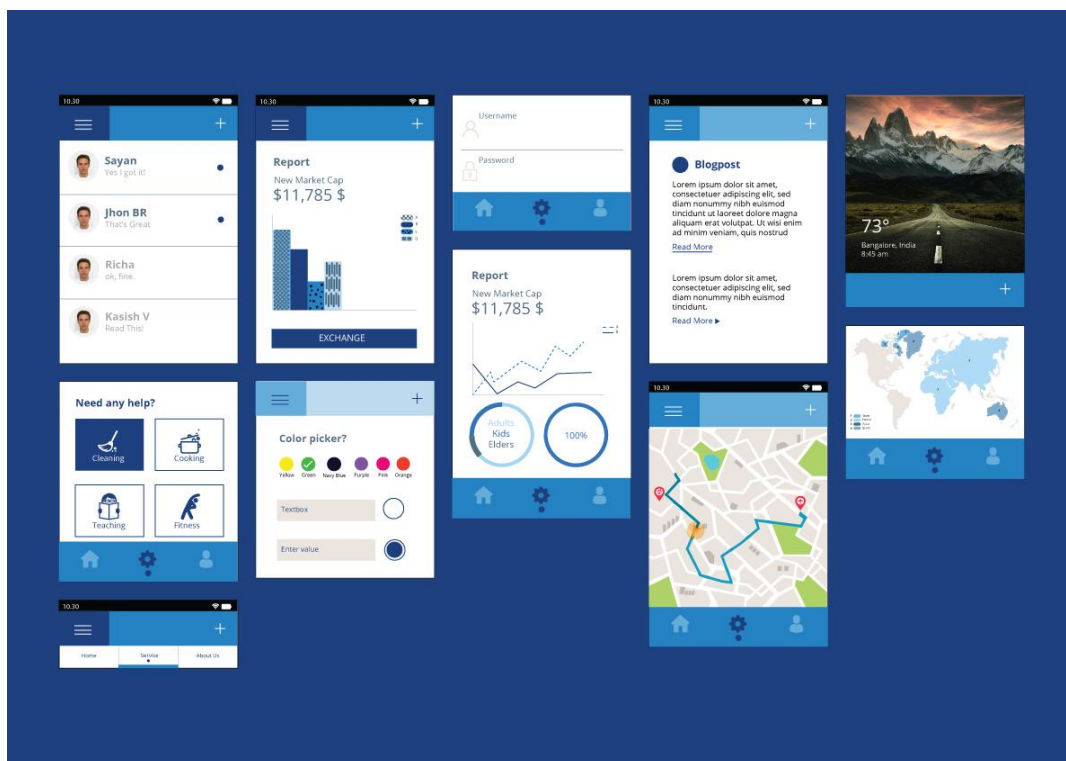 10.30
Sayan
Yes I got it!
Jhon BR
That's Great
Richa
ok, fine.
Kasish V
Read This!
Need any help?
Cleaning
Cooking
Teaching
Fitness
10.30
Home
Service
About Us
10.30
Report
New Market Cap
$11,785 $
EXCHANGE
Color picker?
Yellow
Green
Navy Blue
Purple
Pink
Orange
Textbox
Enter value
Username
Password
Report
New Market Cap
$11,785 $
Adults
Kids
Elders
100%
10.30
Blogpost
Lorem ipsum dolor sit amet,
consectetuer adipiscing elit, sed
diam nonummy nibh euismod
tincidunt ut laoreet dolore magna
aliquam erat volutpat. Ut wisi enim
ad minim veniam, quis nostrud
Read More
Lorem ipsum dolor sit amet,
consectetuer adipiscing elit, sed
diam nonummy nibh euismod
tincidunt.
Read More
10.30
73°
Bangalore, India
8:45 am